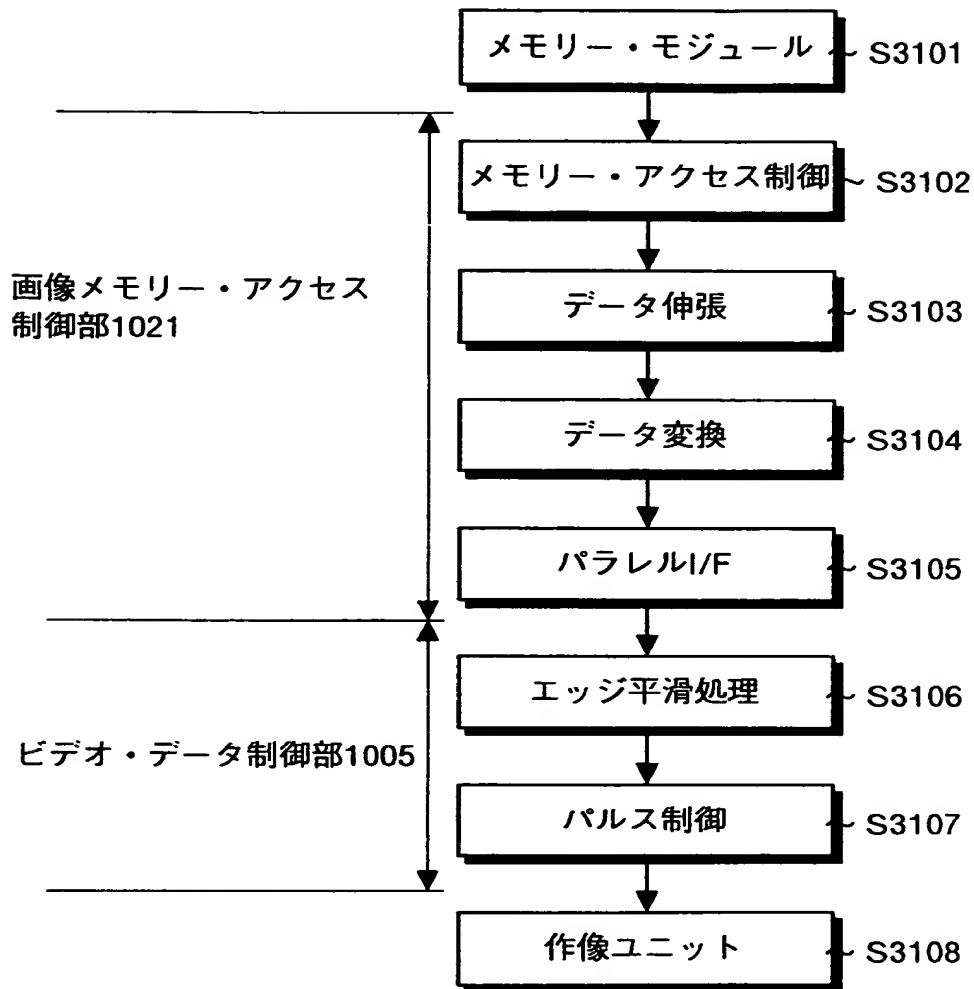 メモリー・モジュール S3101
メモリー・アクセス制御 S3102
画像メモリー・アクセス
制御部1021
データ伸張 S3103
データ変換 S3104
パラレルI/F S3105
エッジ平滑処理 S3106
ビデオ・データ制御部1005
パルス制御 S3107
作像ユニット S3108